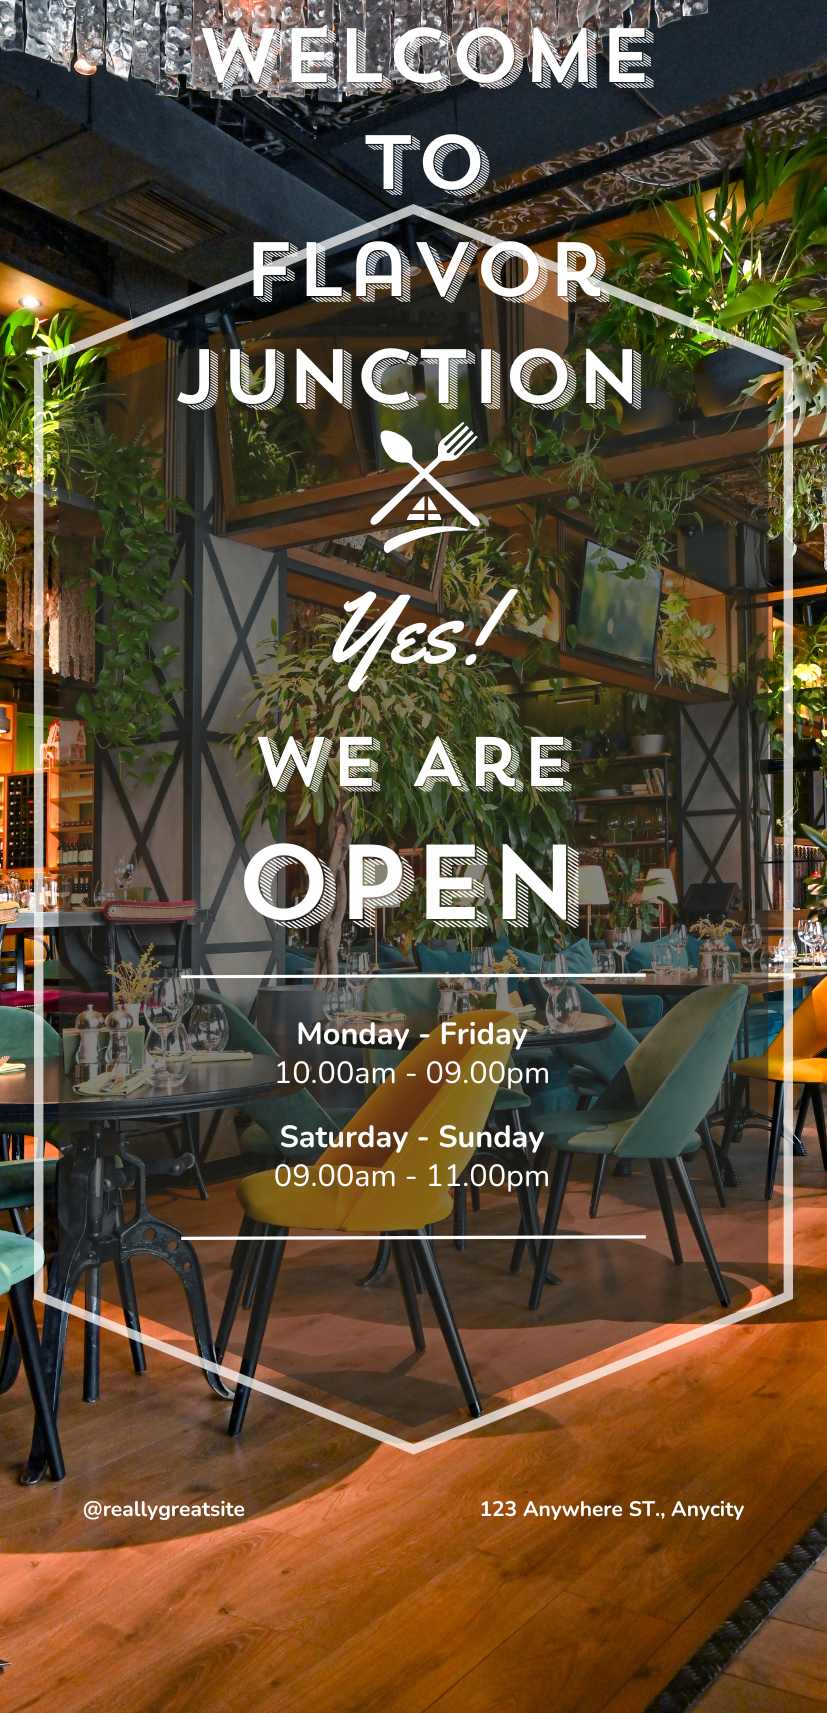 WELCOME
TO
FLAVOR
JUNCTION
Yes!
WE ARE
OPEN
Monday - Friday
10.00am - 09.00pm
Saturday - Sunday
09.00am - 11.00pm
@reallygreatsite
123 Anywhere ST., Anycity